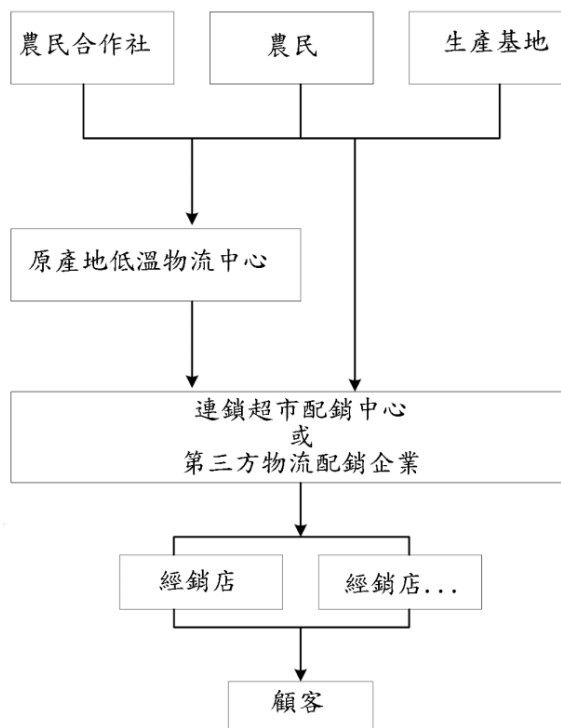 農民合作社
農民
生產基地
原產地低溫物流中心
連鎖超市配銷中心
或
第三方物流配銷企業
經銷店
經銷店...
顧客